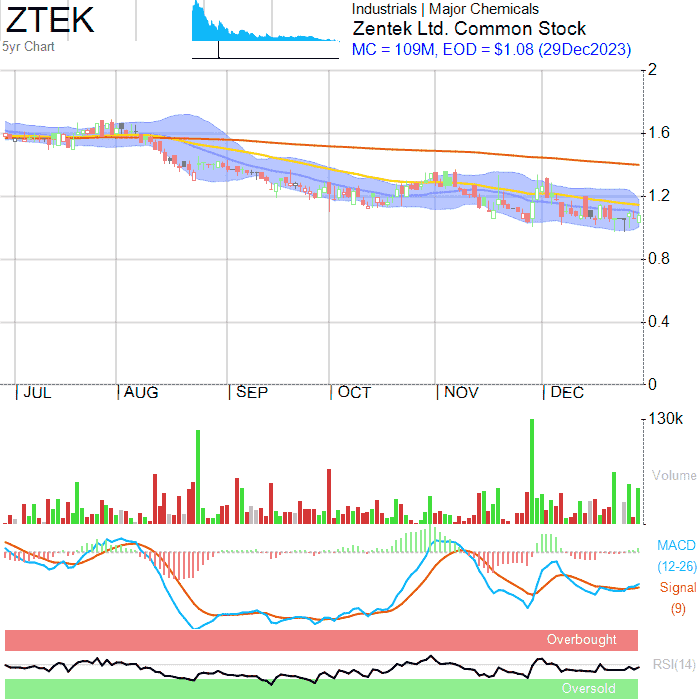 ZTEK
5yr Chart
Industrials | Major Chemicals
Zentek Ltd. Common Stock
MC = 109M, EOD = $1.08 (29Dec2023)
2
1.6
1.2
0.8
0.4
0
JUL AUG SEP OCT NOV DEC
130k
Volume
MACD
(12-26)
Signal
(9)
Overbought
RSI(14)
Oversold